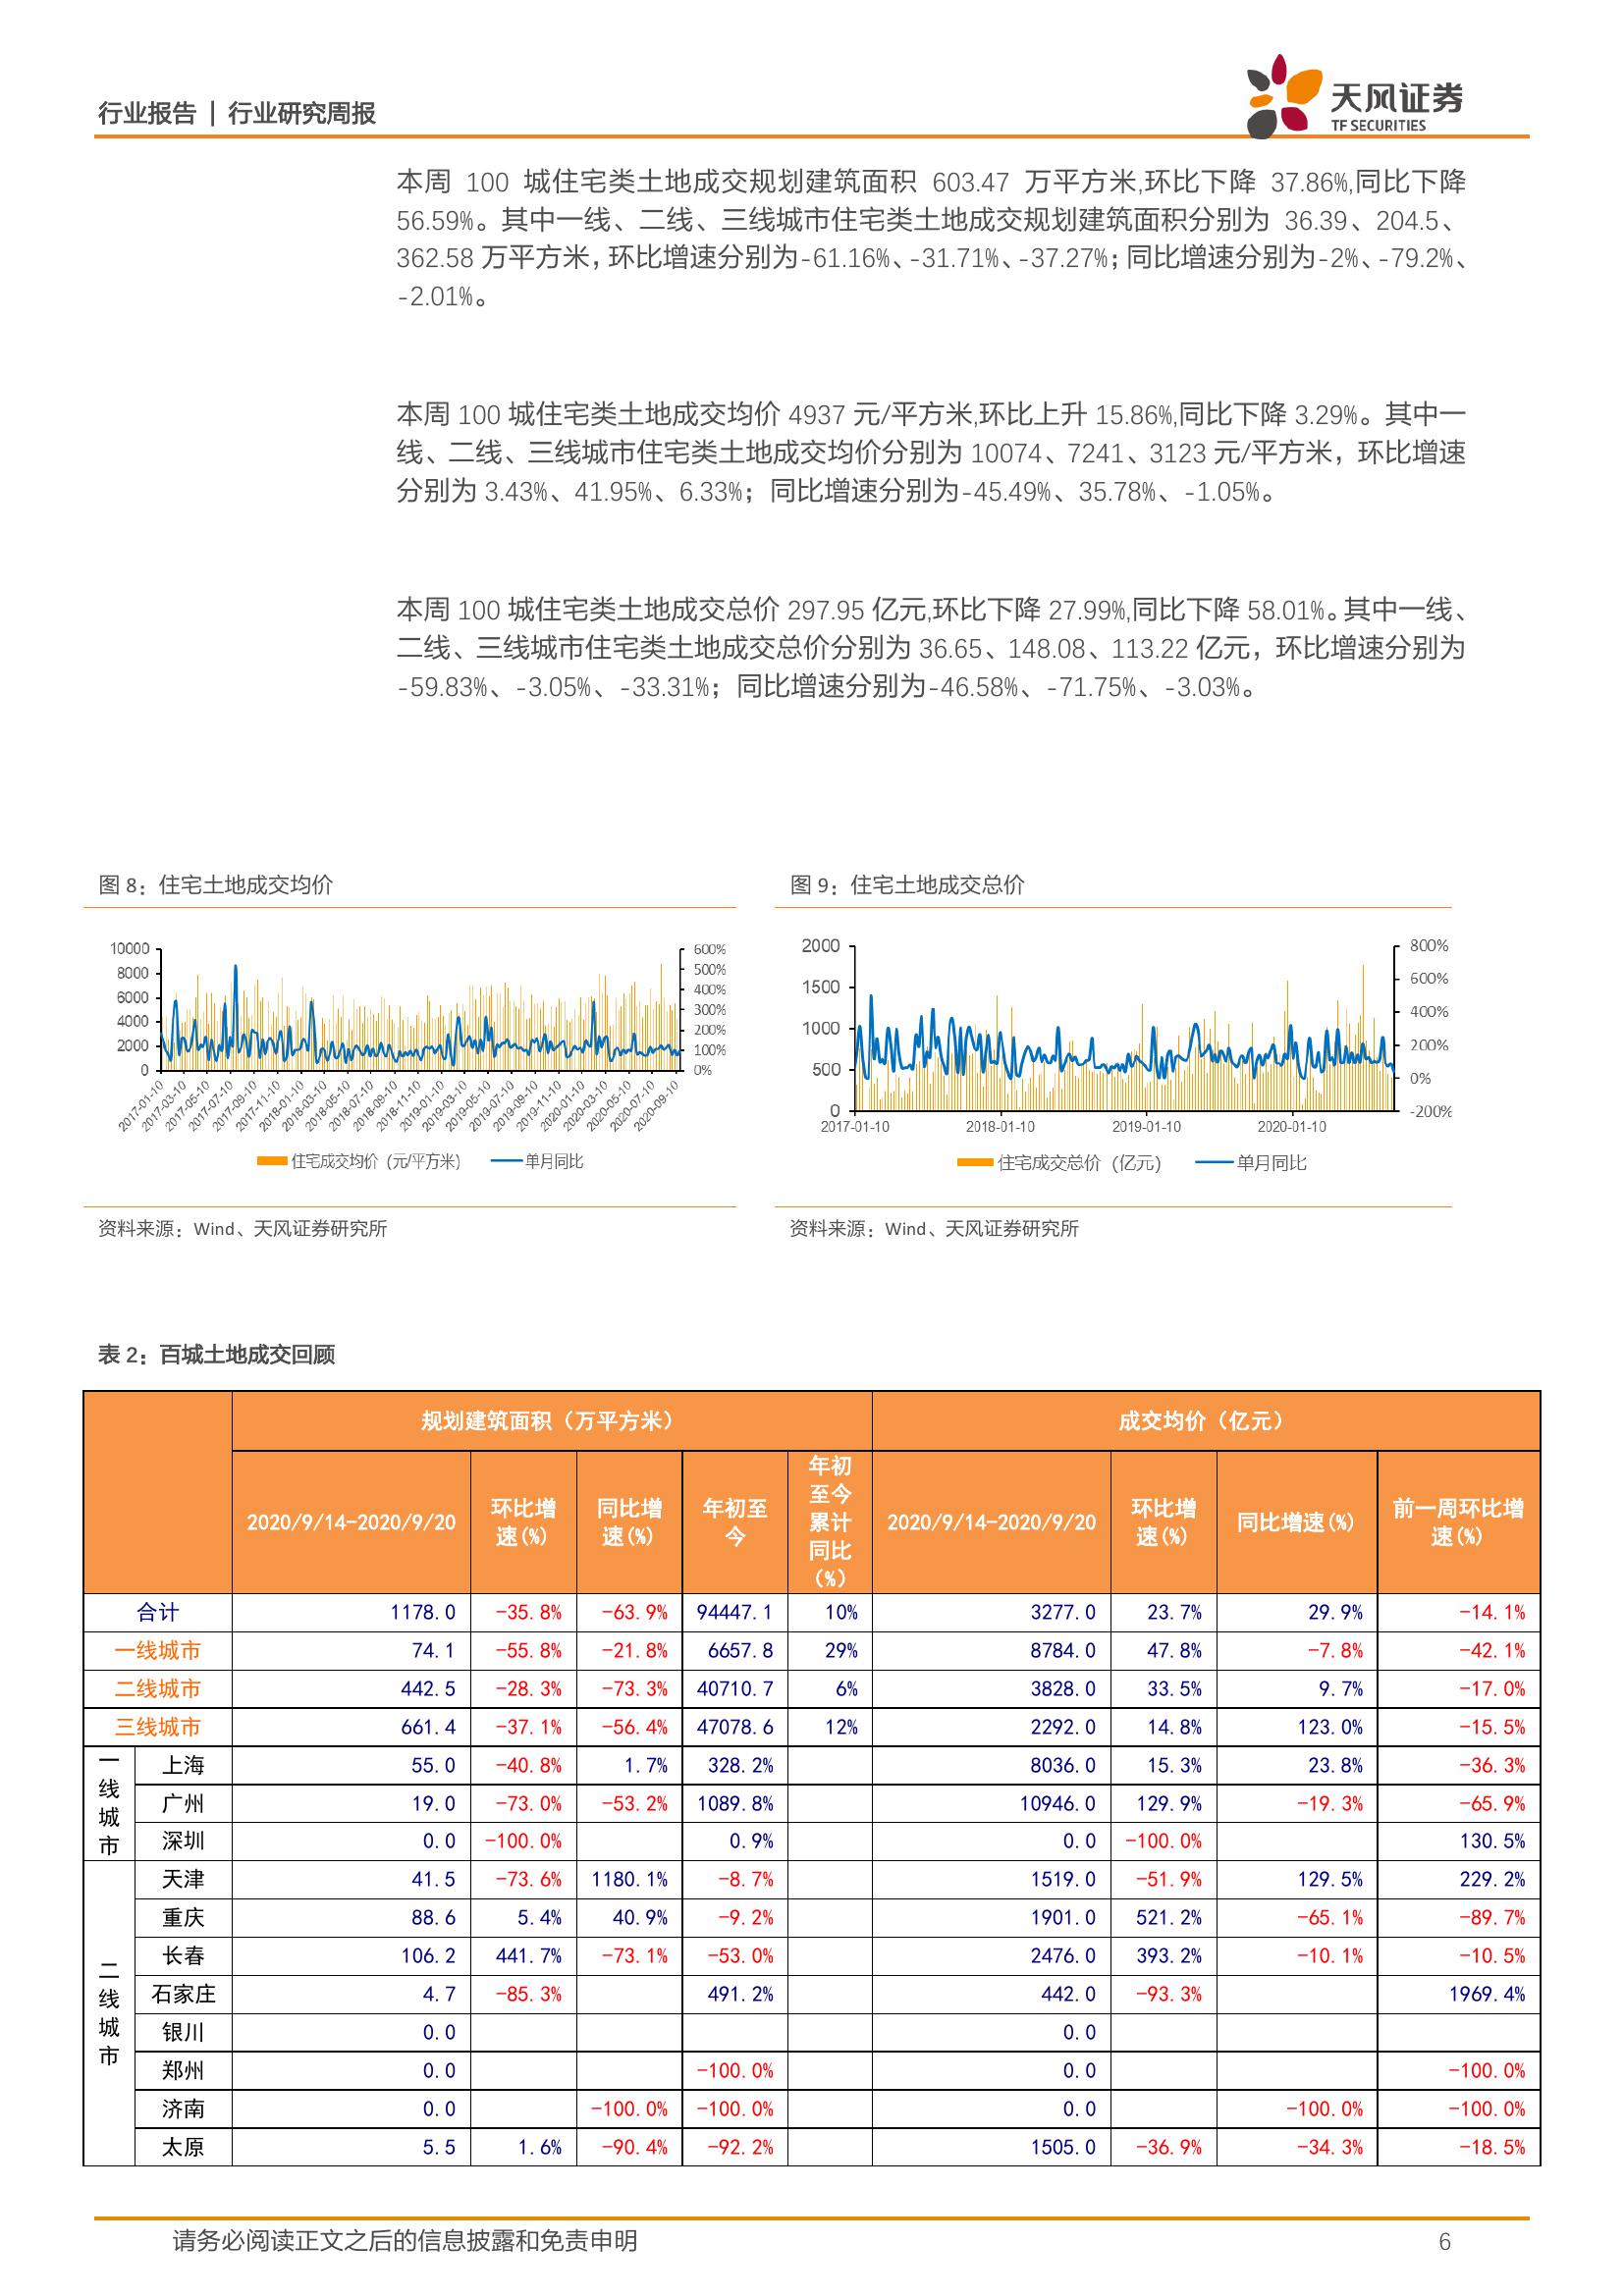 行业报告 | 行业研究周报
天风证券
TF SECURITIES
本周 100 城住宅类土地成交规划建筑面积 603.47 万平方米,环比下降 37.86%,同比下降
56.59%。其中一线、二线、三线城市住宅类土地成交规划建筑面积分别为 36.39、204.5、
362.58 万平方米，环比增速分别为-61.16%、-31.71%、-37.27%；同比增速分别为-2%、-79.2%、
-2.01%。
本周 100 城住宅类土地成交均价 4937 元/平方米,环比上升 15.86%,同比下降 3.29%。其中一
线、二线、三线城市住宅类土地成交均价分别为 10074、7241、3123 元/平方米，环比增速
分别为 3.43%、41.95%、6.33%；同比增速分别为-45.49%、35.78%、-1.05%。
本周 100 城住宅类土地成交总价 297.95 亿元,环比下降 27.99%,同比下降 58.01%。其中一线、
二线、三线城市住宅类土地成交总价分别为 36.65、148.08、113.22 亿元，环比增速分别为
-59.83%、-3.05%、-33.31%；同比增速分别为-46.58%、-71.75%、-3.03%。
图 8：住宅土地成交均价
10000
8000
6000
4000
2000
0
600%
500%
400%
300%
200%
100%
0%
2017-01-10 2017-03-10 2017-05-10 2017-07-10 2017-09-10 2017-11-10 2018-01-10 2018-03-10 2018-05-10 2018-07-10 2018-09-10 2018-11-10 2019-01-10 2019-03-10 2019-05-10 2019-07-10 2019-09-10 2019-11-10 2020-01-10 2020-03-10 2020-05-10 2020-07-10 2020-09-10
住宅成交均价（元/平方米） 单月同比
资料来源：Wind、天风证券研究所
图 9：住宅土地成交总价
2000
1500
1000
500
0
800%
600%
400%
200%
0%
-200%
2017-01-10 2018-01-10 2019-01-10 2020-01-10
住宅成交总价（亿元） 单月同比
资料来源：Wind、天风证券研究所
表 2：百城土地成交回顾
规划建筑面积（万平方米） 成交均价（亿元）
2020/9/14-2020/9/20 环比增速(%) 同比增速(%) 年初至今 年初至今累计同比(%) 2020/9/14-2020/9/20 环比增速(%) 同比增速(%) 前一周环比增速(%)
合计 1178.0 -35.8% -63.9% 94447.1 10% 3277.0 23.7% 29.9% -14.1%
一线城市 74.1 -55.8% -21.8% 6657.8 29% 8784.0 47.8% -7.8% -42.1%
二线城市 442.5 -28.3% -73.3% 40710.7 6% 3828.0 33.5% 9.7% -17.0%
三线城市 661.4 -37.1% -56.4% 47078.6 12% 2292.0 14.8% 123.0% -15.5%
一线城市
上海 55.0 -40.8% 1.7% 328.2% 8036.0 15.3% 23.8% -36.3%
广州 19.0 -73.0% -53.2% 1089.8% 10946.0 129.9% -19.3% -65.9%
深圳 0.0 -100.0% 0.9% 0.0 -100.0% 130.5%
二线城市
天津 41.5 -73.6% 1180.1% -8.7% 1519.0 -51.9% 129.5% 229.2%
重庆 88.6 5.4% 40.9% -9.2% 1901.0 521.2% -65.1% -89.7%
长春 106.2 441.7% -73.1% -53.0% 2476.0 393.2% -10.1% -10.5%
石家庄 4.7 -85.3% 491.2% 442.0 -93.3% 1969.4%
银川 0.0 0.0
郑州 0.0 -100.0% 0.0 -100.0%
济南 0.0 -100.0% -100.0% 0.0 -100.0% -100.0%
太原 5.5 1.6% -90.4% -92.2% 1505.0 -36.9% -34.3% -18.5%
请务必阅读正文之后的信息披露和免责申明
6